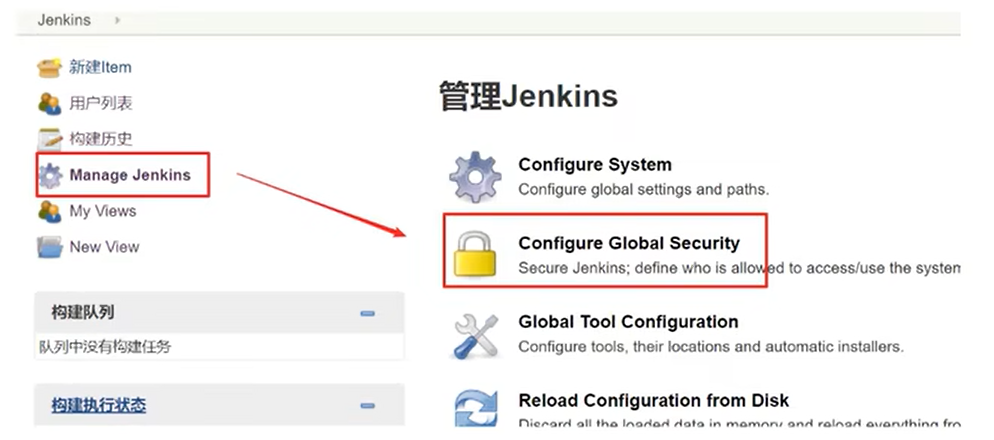 Jenkins
新建Item
用户列表
构建历史
Manage Jenkins
My Views
New View
构建队列
队列中没有构建任务
构建执行状态
管理Jenkins
Configure System
Configure global settings and paths.
Configure Global Security
Secure Jenkins; define who is allowed to access/use the system
Global Tool Configuration
Configure tools, their locations and automatic installers.
Reload Configuration from Disk
Discard all the loaded data in memory and reload everything fro